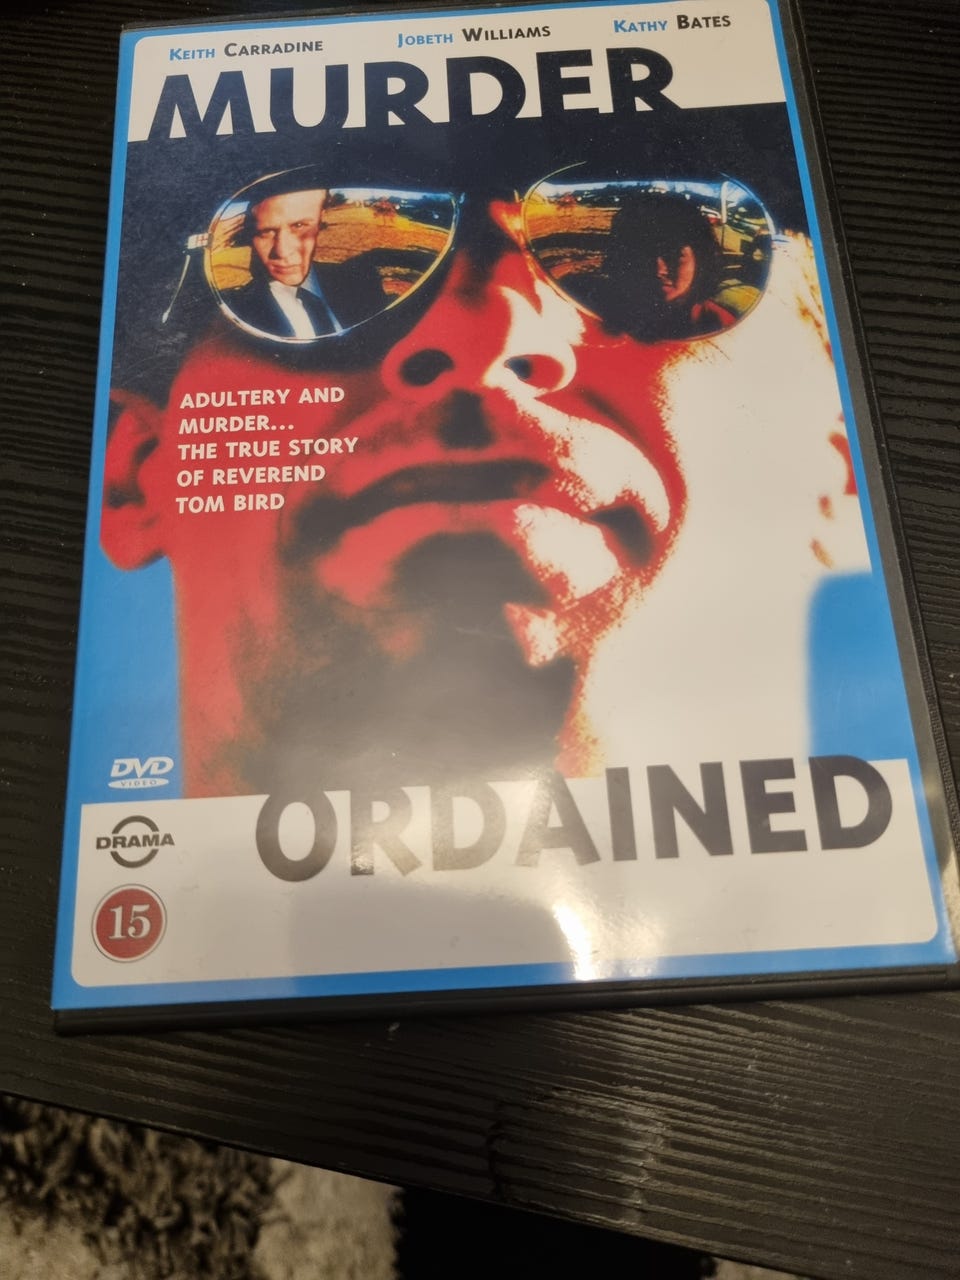 KEITH CARRADINE JOBETH WILLIAMS KATHY BATES
MURDER
ADULTERY AND
MURDER...
THE TRUE STORY
OF REVEREND
TOM BIRD
DVD
VIDEO
DRAMA
ORDAINED
15